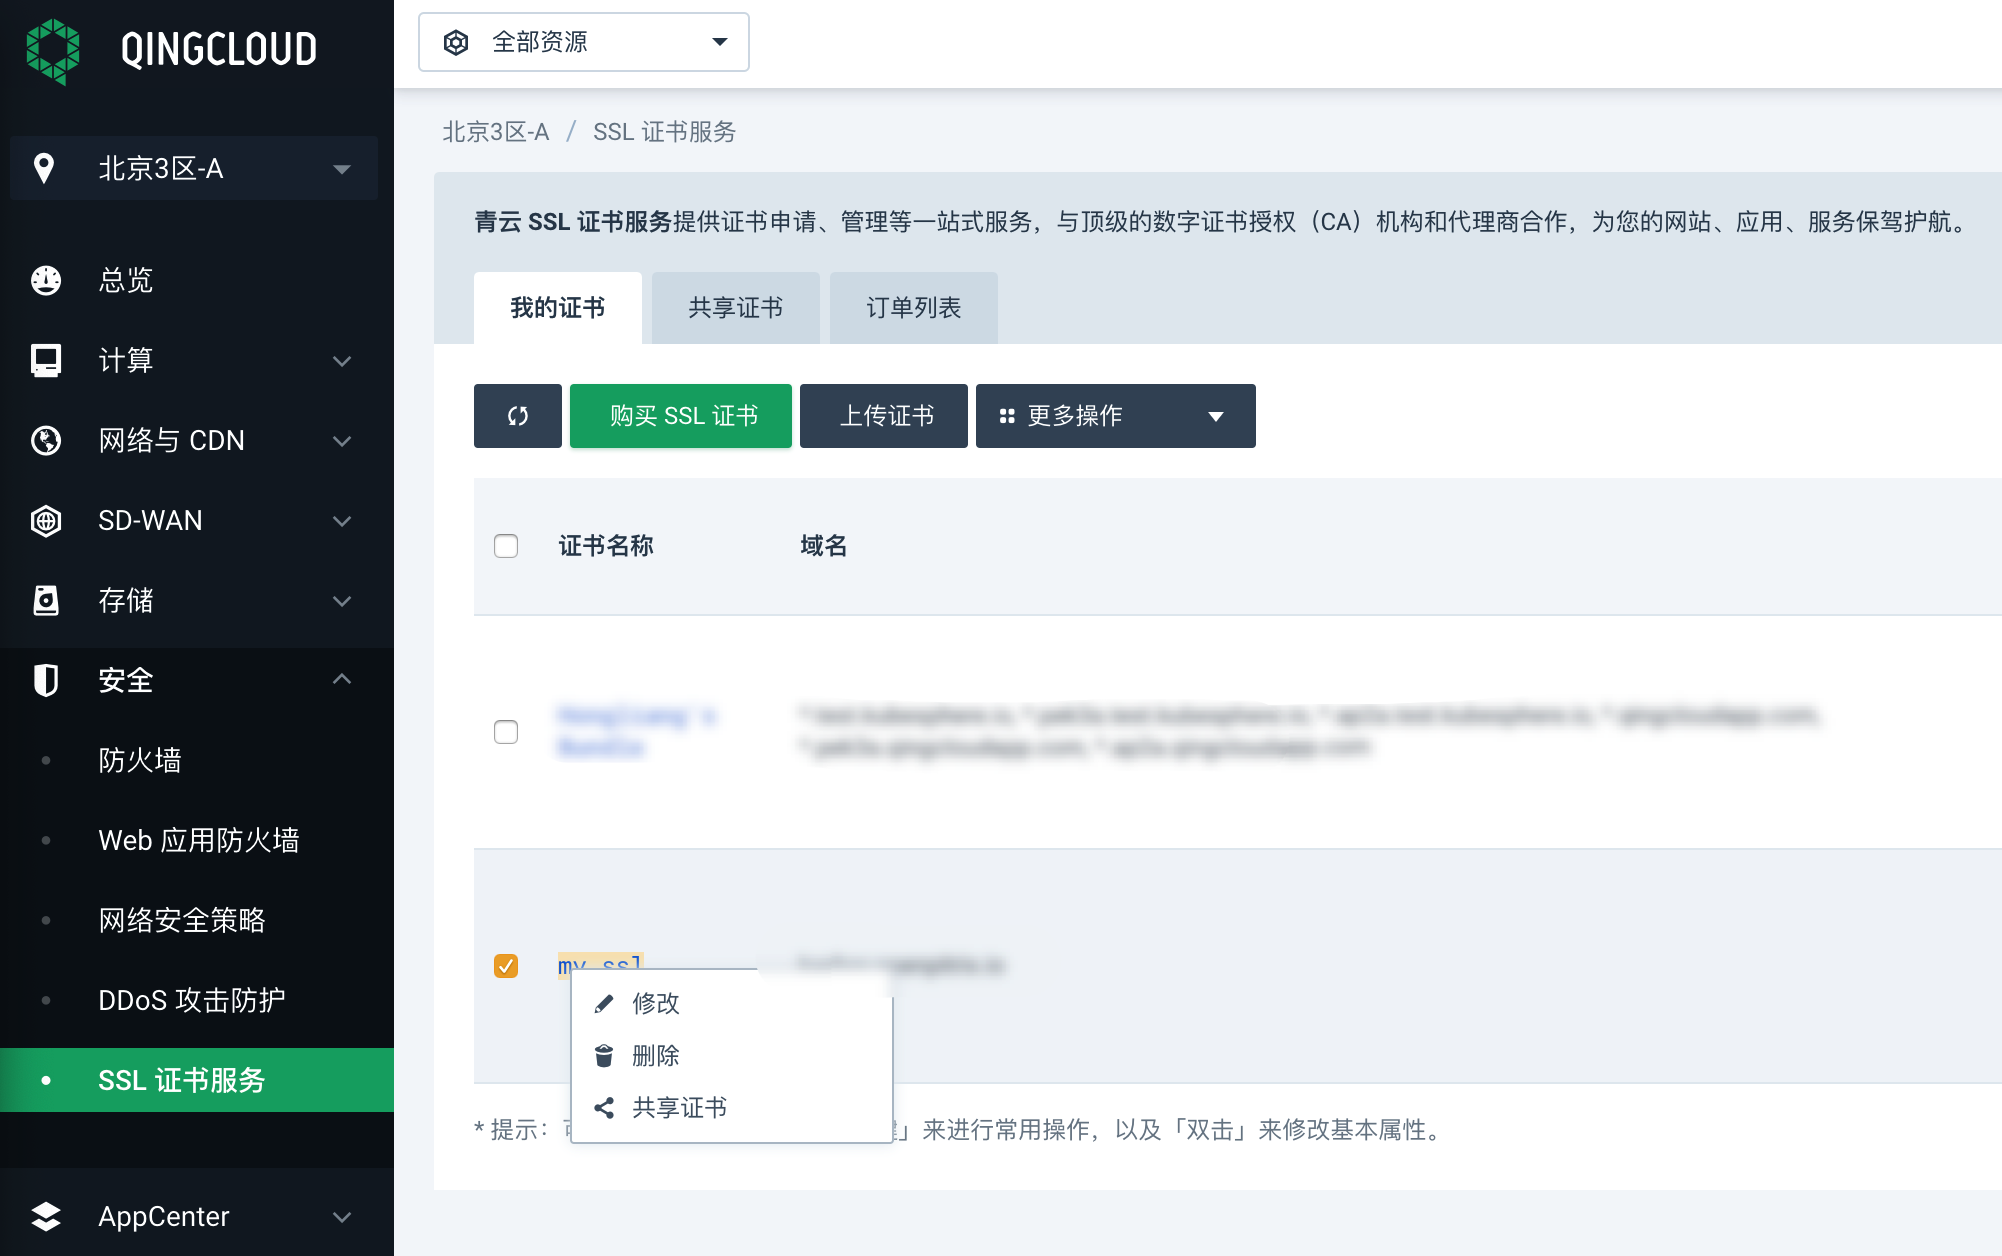 QINGCLOUD
全部资源
北京3区-A
北京3区-A / SSL 证书服务
青云 SSL 证书服务提供证书申请、管理等一站式服务，与顶级的数字证书授权（CA）机构和代理商合作，为您的网站、应用、服务保驾护航。
我的证书
共享证书
订单列表
购买 SSL 证书
上传证书
更多操作
证书名称
域名
my ssl
修改
删除
共享证书
* 提示：
」来进行常用操作，以及「双击」来修改基本属性。
总览
计算
网络与 CDN
SD-WAN
存储
安全
防火墙
Web 应用防火墙
网络安全策略
DDoS 攻击防护
SSL 证书服务
AppCenter